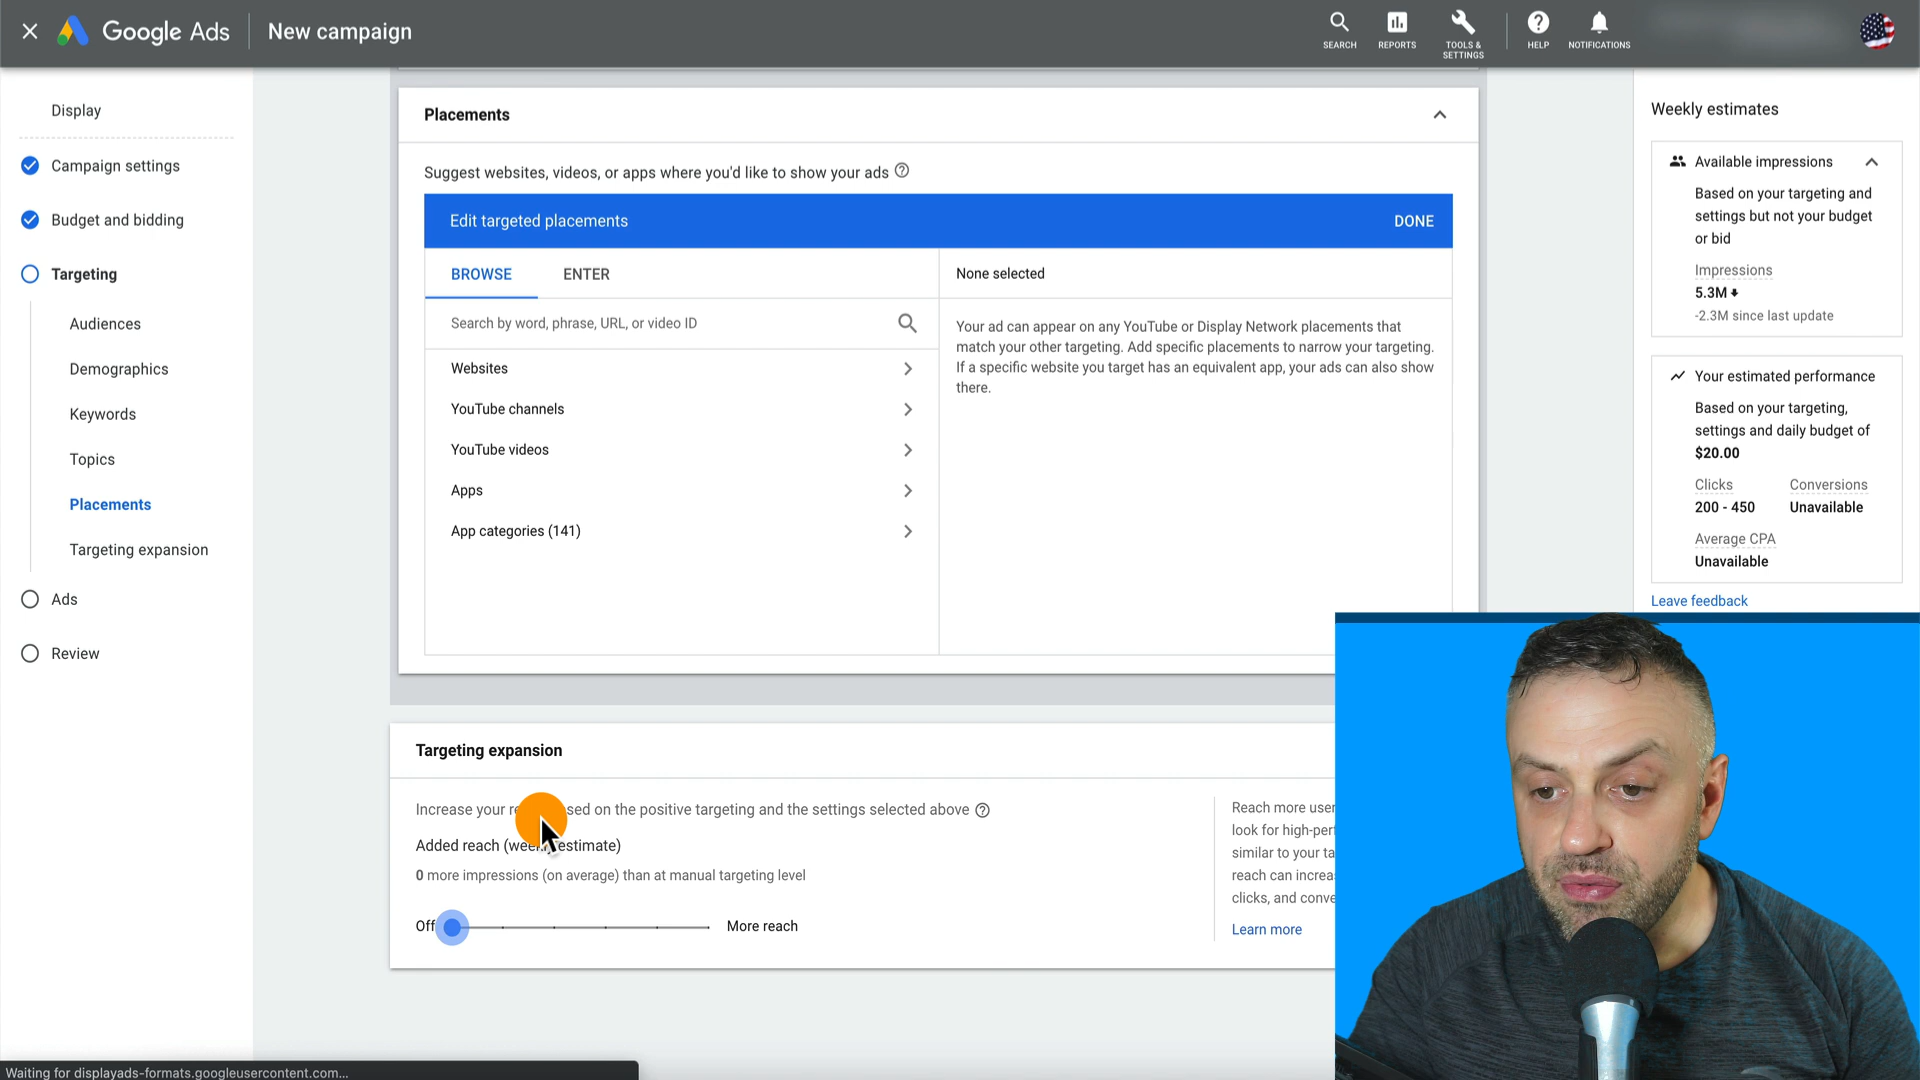 Google Ads
New campaign
SEARCH
REPORTS
TOOLS &
SETTINGS
HELP
NOTIFICATIONS
Display
Campaign settings
Budget and bidding
Targeting
Audiences
Demographics
Keywords
Topics
Placements
Targeting expansion
Ads
Review
Placements
Suggest websites, videos, or apps where you'd like to show your ads
Edit targeted placements
DONE
BROWSE
ENTER
Search by word, phrase, URL, or video ID
Websites
YouTube channels
YouTube videos
Apps
App categories (141)
None selected
Your ad can appear on any YouTube or Display Network placements that
match your other targeting. Add specific placements to narrow your targeting.
If a specific website you target has an equivalent app, your ads can also show
there.
Targeting expansion
Increase your based on the positive targeting and the settings selected above
Added reach (weekly estimate)
0 more impressions (on average) than at manual targeting level
Off
More reach
Reach more user
look for high-per
similar to your ta
reach can increa
clicks, and conve
Learn more
Weekly estimates
Available impressions
Based on your targeting and
settings but not your budget
or bid
Impressions
5.3M
-2.3M since last update
Your estimated performance
Based on your targeting,
settings and daily budget of
$20.00
Clicks
Conversions
200 - 450
Unavailable
Average CPA
Unavailable
Leave feedback
Waiting for displayads-formats.googleusercontent.com...